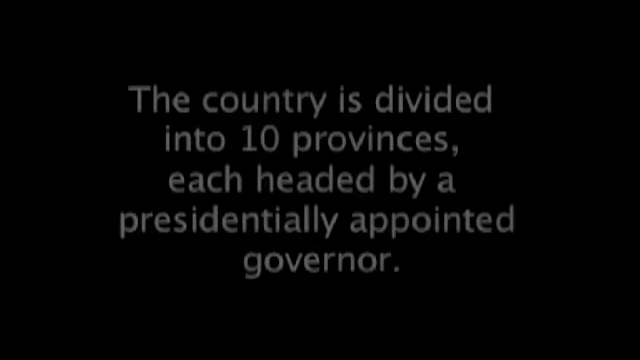 The country is divided
into 10 provinces,
each headed by a
presidentially appointed
governor.